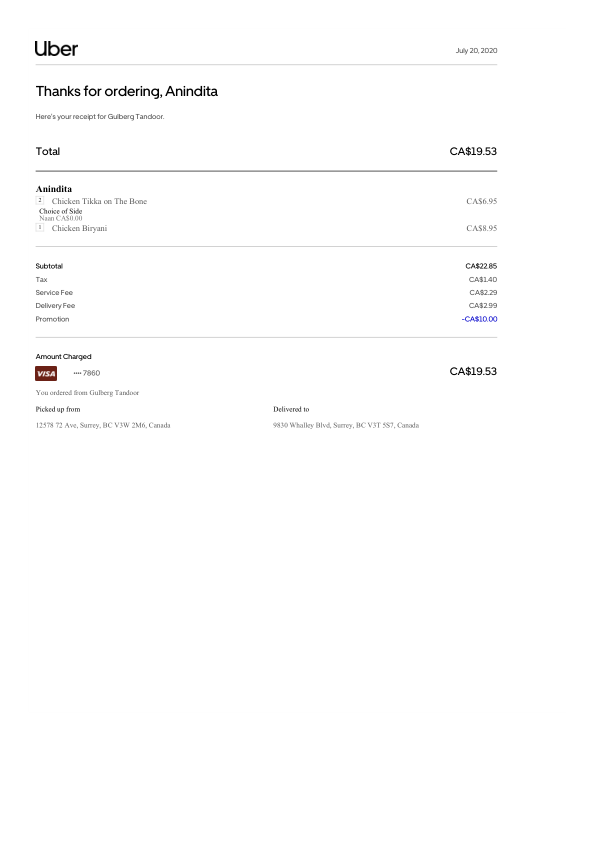 Uber July 20, 2020
Thanks for ordering, Anindita
Here's your receipt for Gulberg Tandoor.
Total CA$19.53
Anindita
2 Chicken Tikka on The Bone CA$6.95
Choice of Side
Naan CA$0.00
1 Chicken Biryani CA$8.95
Subtotal CA$22.85
Tax CA$1.40
Service Fee CA$2.29
Delivery Fee CA$2.99
Promotion -CA$10.00
Amount Charged
VISA •••• 7860 CA$19.53
You ordered from Gulberg Tandoor
Picked up from Delivered to
12578 72 Ave, Surrey, BC V3W 2M6, Canada 9830 Whalley Blvd, Surrey, BC V3T 5S7, Canada